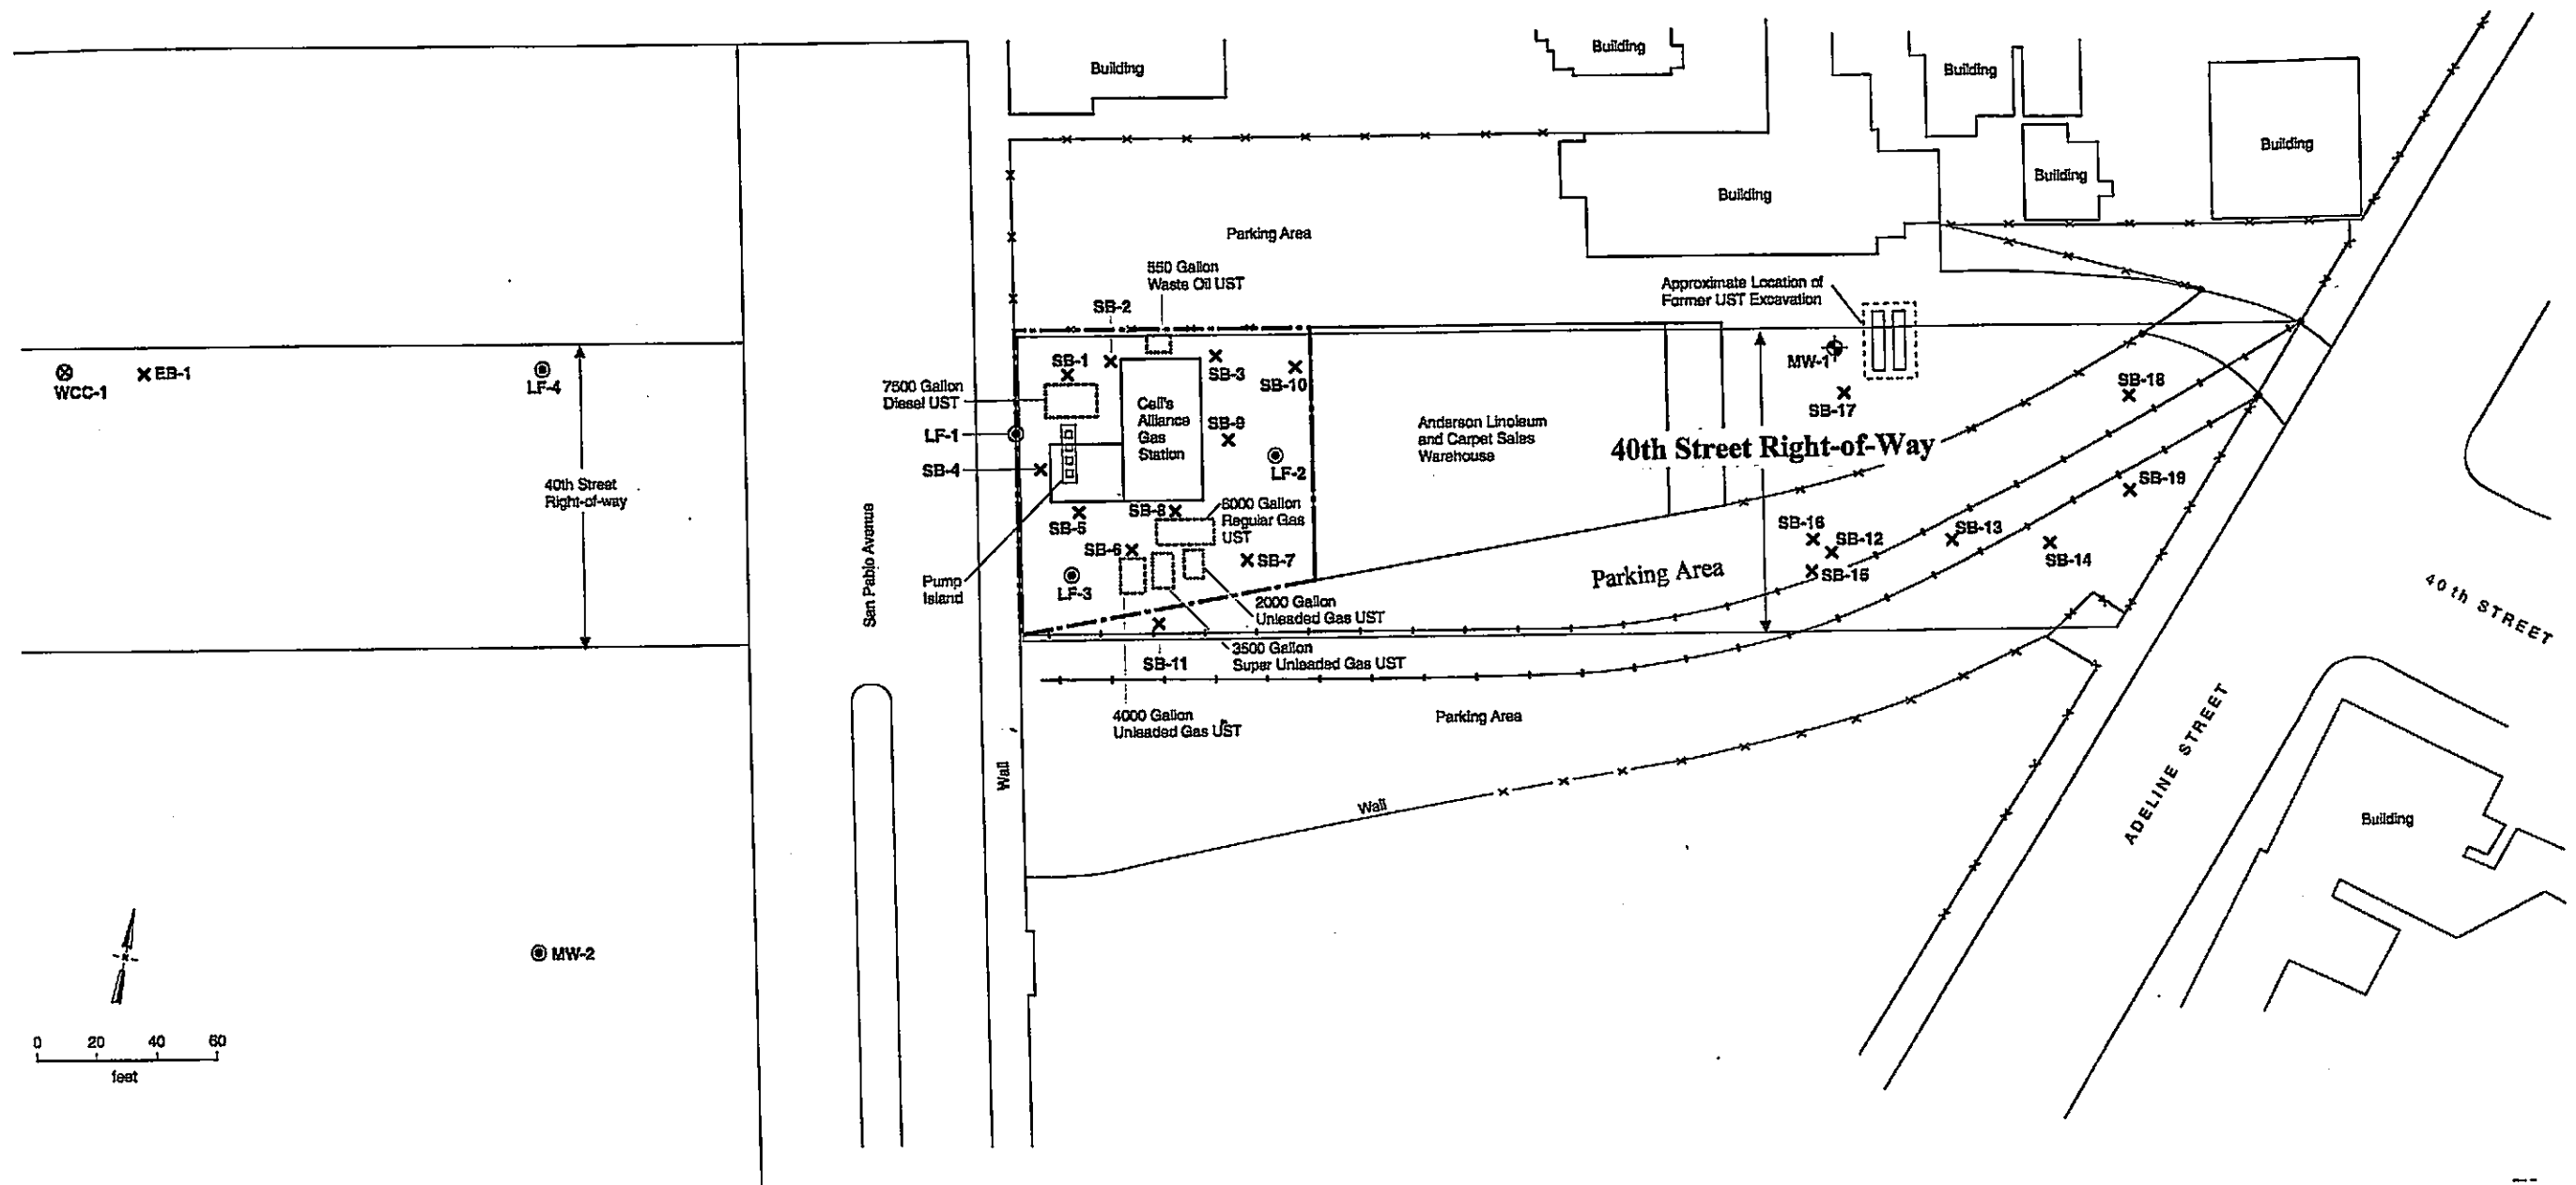 Building
Building
Building
Building
Building
Building
Parking Area
550 Gallon
Waste Oil UST
Approximate Location of
Former UST Excavation
SB-2
SB-1
SB-3
SB-10
WCC-1
EB-1
LF-4
7500 Gallon
Diesel UST
Celi's
Alliance
Gas
Station
SB-9
LF-1
LF-2
SB-4
Anderson Linoleum
and Carpet Sales
Warehouse
40th Street Right-of-Way
MW-1
SB-17
SB-18
SB-19
40th Street
Right-of-way
San Pablo Avenue
SB-5
SB-8
6000 Gallon
Regular Gas
UST
SB-6
SB-7
SB-16
SB-12
SB-13
SB-14
SB-15
Pump
Island
LF-3
Parking Area
2000 Gallon
Unleaded Gas UST
3500 Gallon
Super Unleaded Gas UST
SB-11
4000 Gallon
Unleaded Gas UST
Parking Area
40th STREET
ADELINE STREET
Wall
Wall
Building
MW-2
0 20 40 60
feet